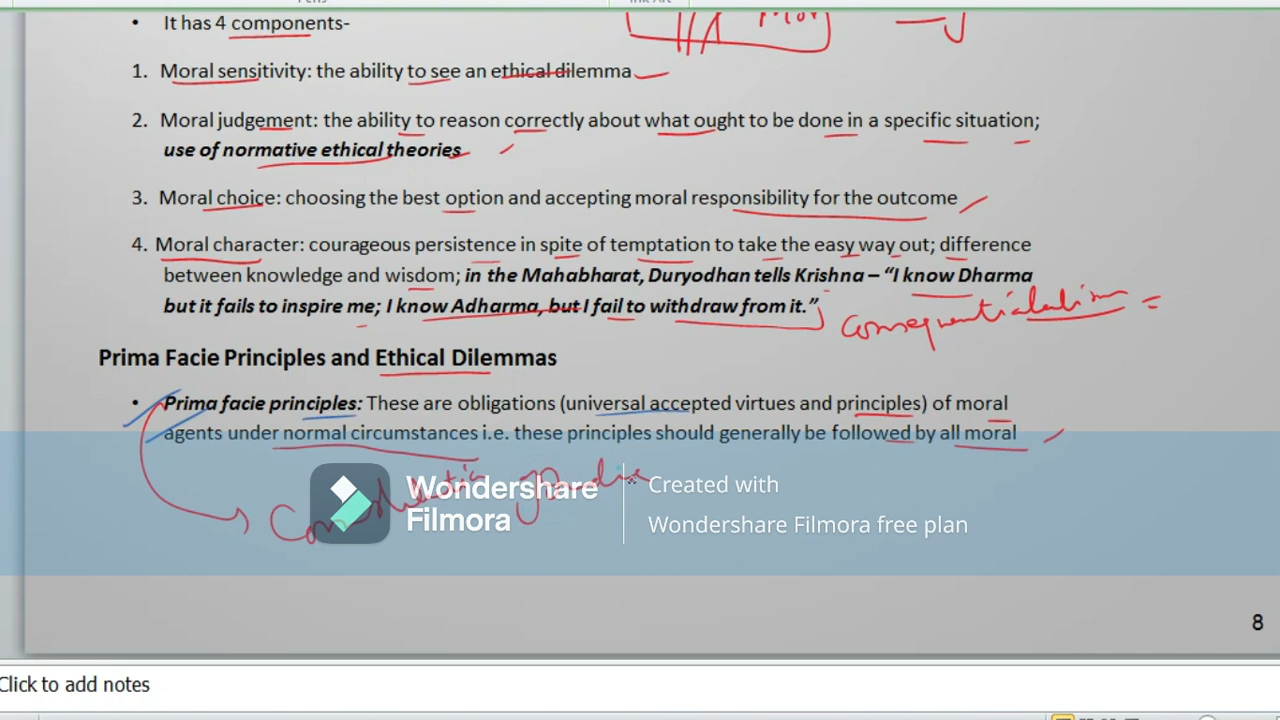 • It has 4 components-
1. Moral sensitivity: the ability to see an ethical dilemma
2. Moral judgement: the ability to reason correctly about what ought to be done in a specific situation;
use of normative ethical theories
3. Moral choice: choosing the best option and accepting moral responsibility for the outcome
4. Moral character: courageous persistence in spite of temptation to take the easy way out; difference
between knowledge and wisdom; in the Mahabharat, Duryodhan tells Krishna – “I know Dharma
but it fails to inspire me; I know Adharma, but I fail to withdraw from it.”
Prima Facie Principles and Ethical Dilemmas
• Prima facie principles: These are obligations (universal accepted virtues and principles) of moral
agents under normal circumstances i.e. these principles should generally be followed by all moral
Wondershare
Filmora
Created with
Wondershare Filmora free plan
8
Click to add notes